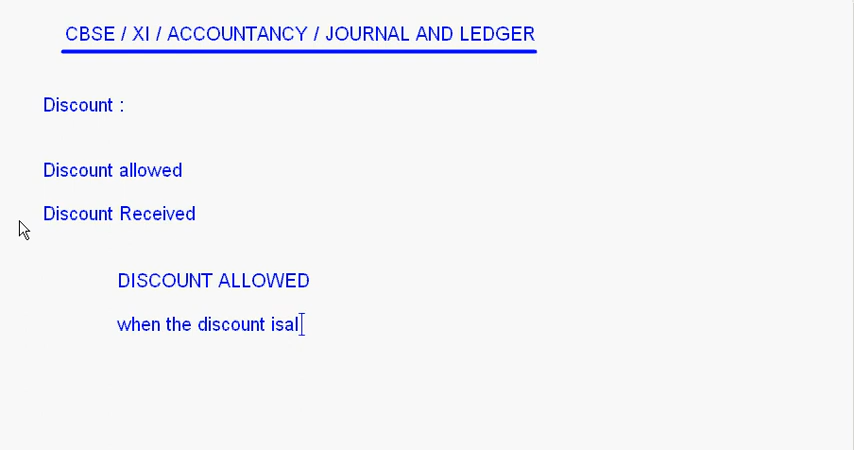 CBSE / XI / ACCOUNTANCY / JOURNAL AND LEDGER
Discount :
Discount allowed
Discount Received
DISCOUNT ALLOWED
when the discount isal